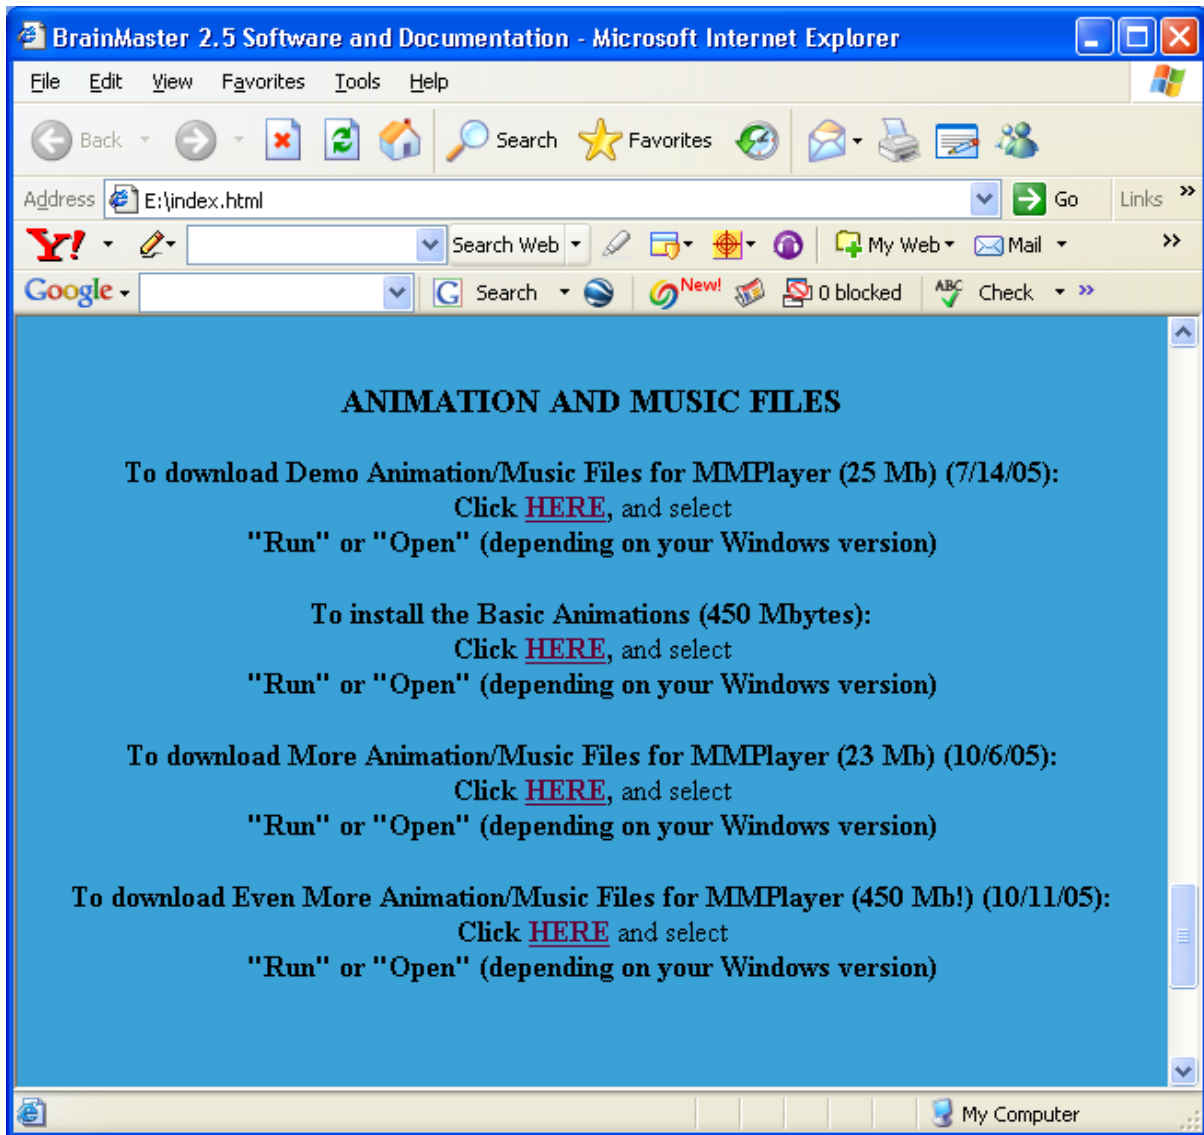 BrainMaster 2.5 Software and Documentation - Microsoft Internet Explorer
File Edit View Favorites Tools Help
Back Search Favorites
Address E:\index.html Go Links »
Y! Search Web My Web Mail »
Google Search New! 0 blocked ABC Check »
ANIMATION AND MUSIC FILES
To download Demo Animation/Music Files for MMPlayer (25 Mb) (7/14/05):
Click HERE, and select
"Run" or "Open" (depending on your Windows version)
To install the Basic Animations (450 Mbytes):
Click HERE, and select
"Run" or "Open" (depending on your Windows version)
To download More Animation/Music Files for MMPlayer (23 Mb) (10/6/05):
Click HERE, and select
"Run" or "Open" (depending on your Windows version)
To download Even More Animation/Music Files for MMPlayer (450 Mb!) (10/11/05):
Click HERE and select
"Run" or "Open" (depending on your Windows version)
My Computer